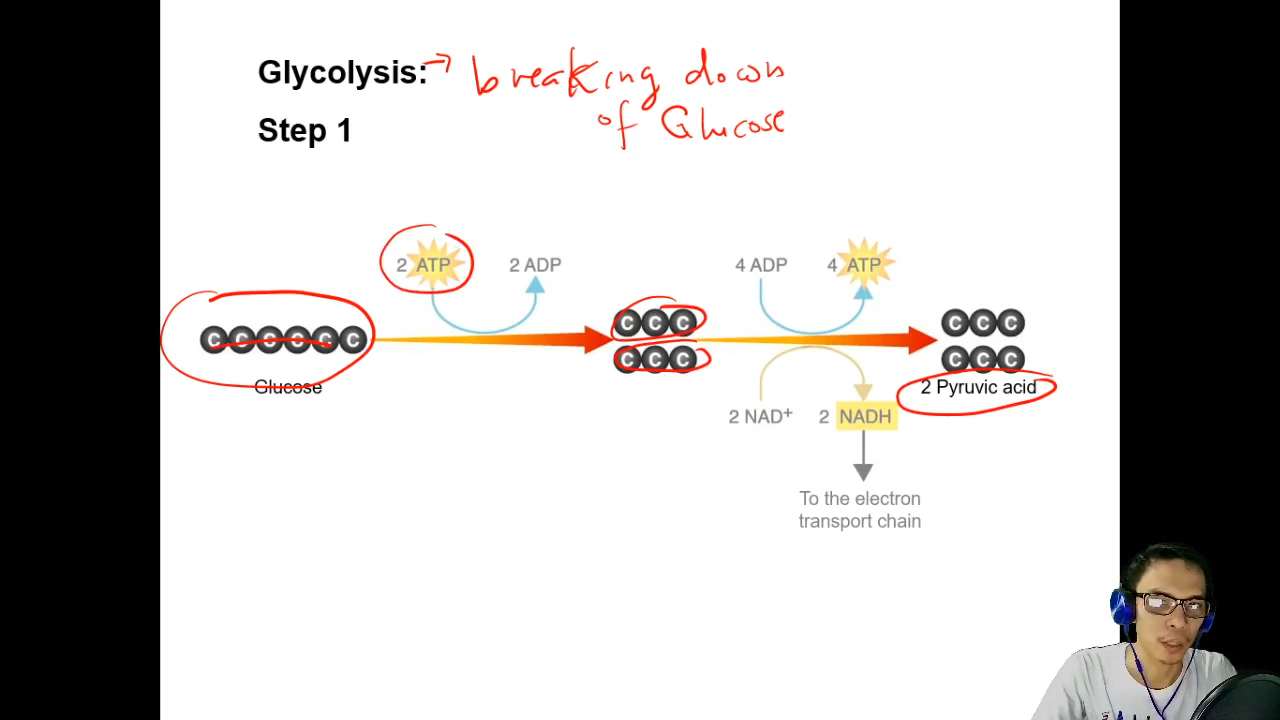 Glycolysis: → breaking down
of Glucose
Step 1
2 ATP 2 ADP 4 ADP 4 ATP
C C C C C C
C C C
C C C
C C C
C C C
Glucose
2 Pyruvic acid
2 NAD+ 2 NADH
To the electron
transport chain